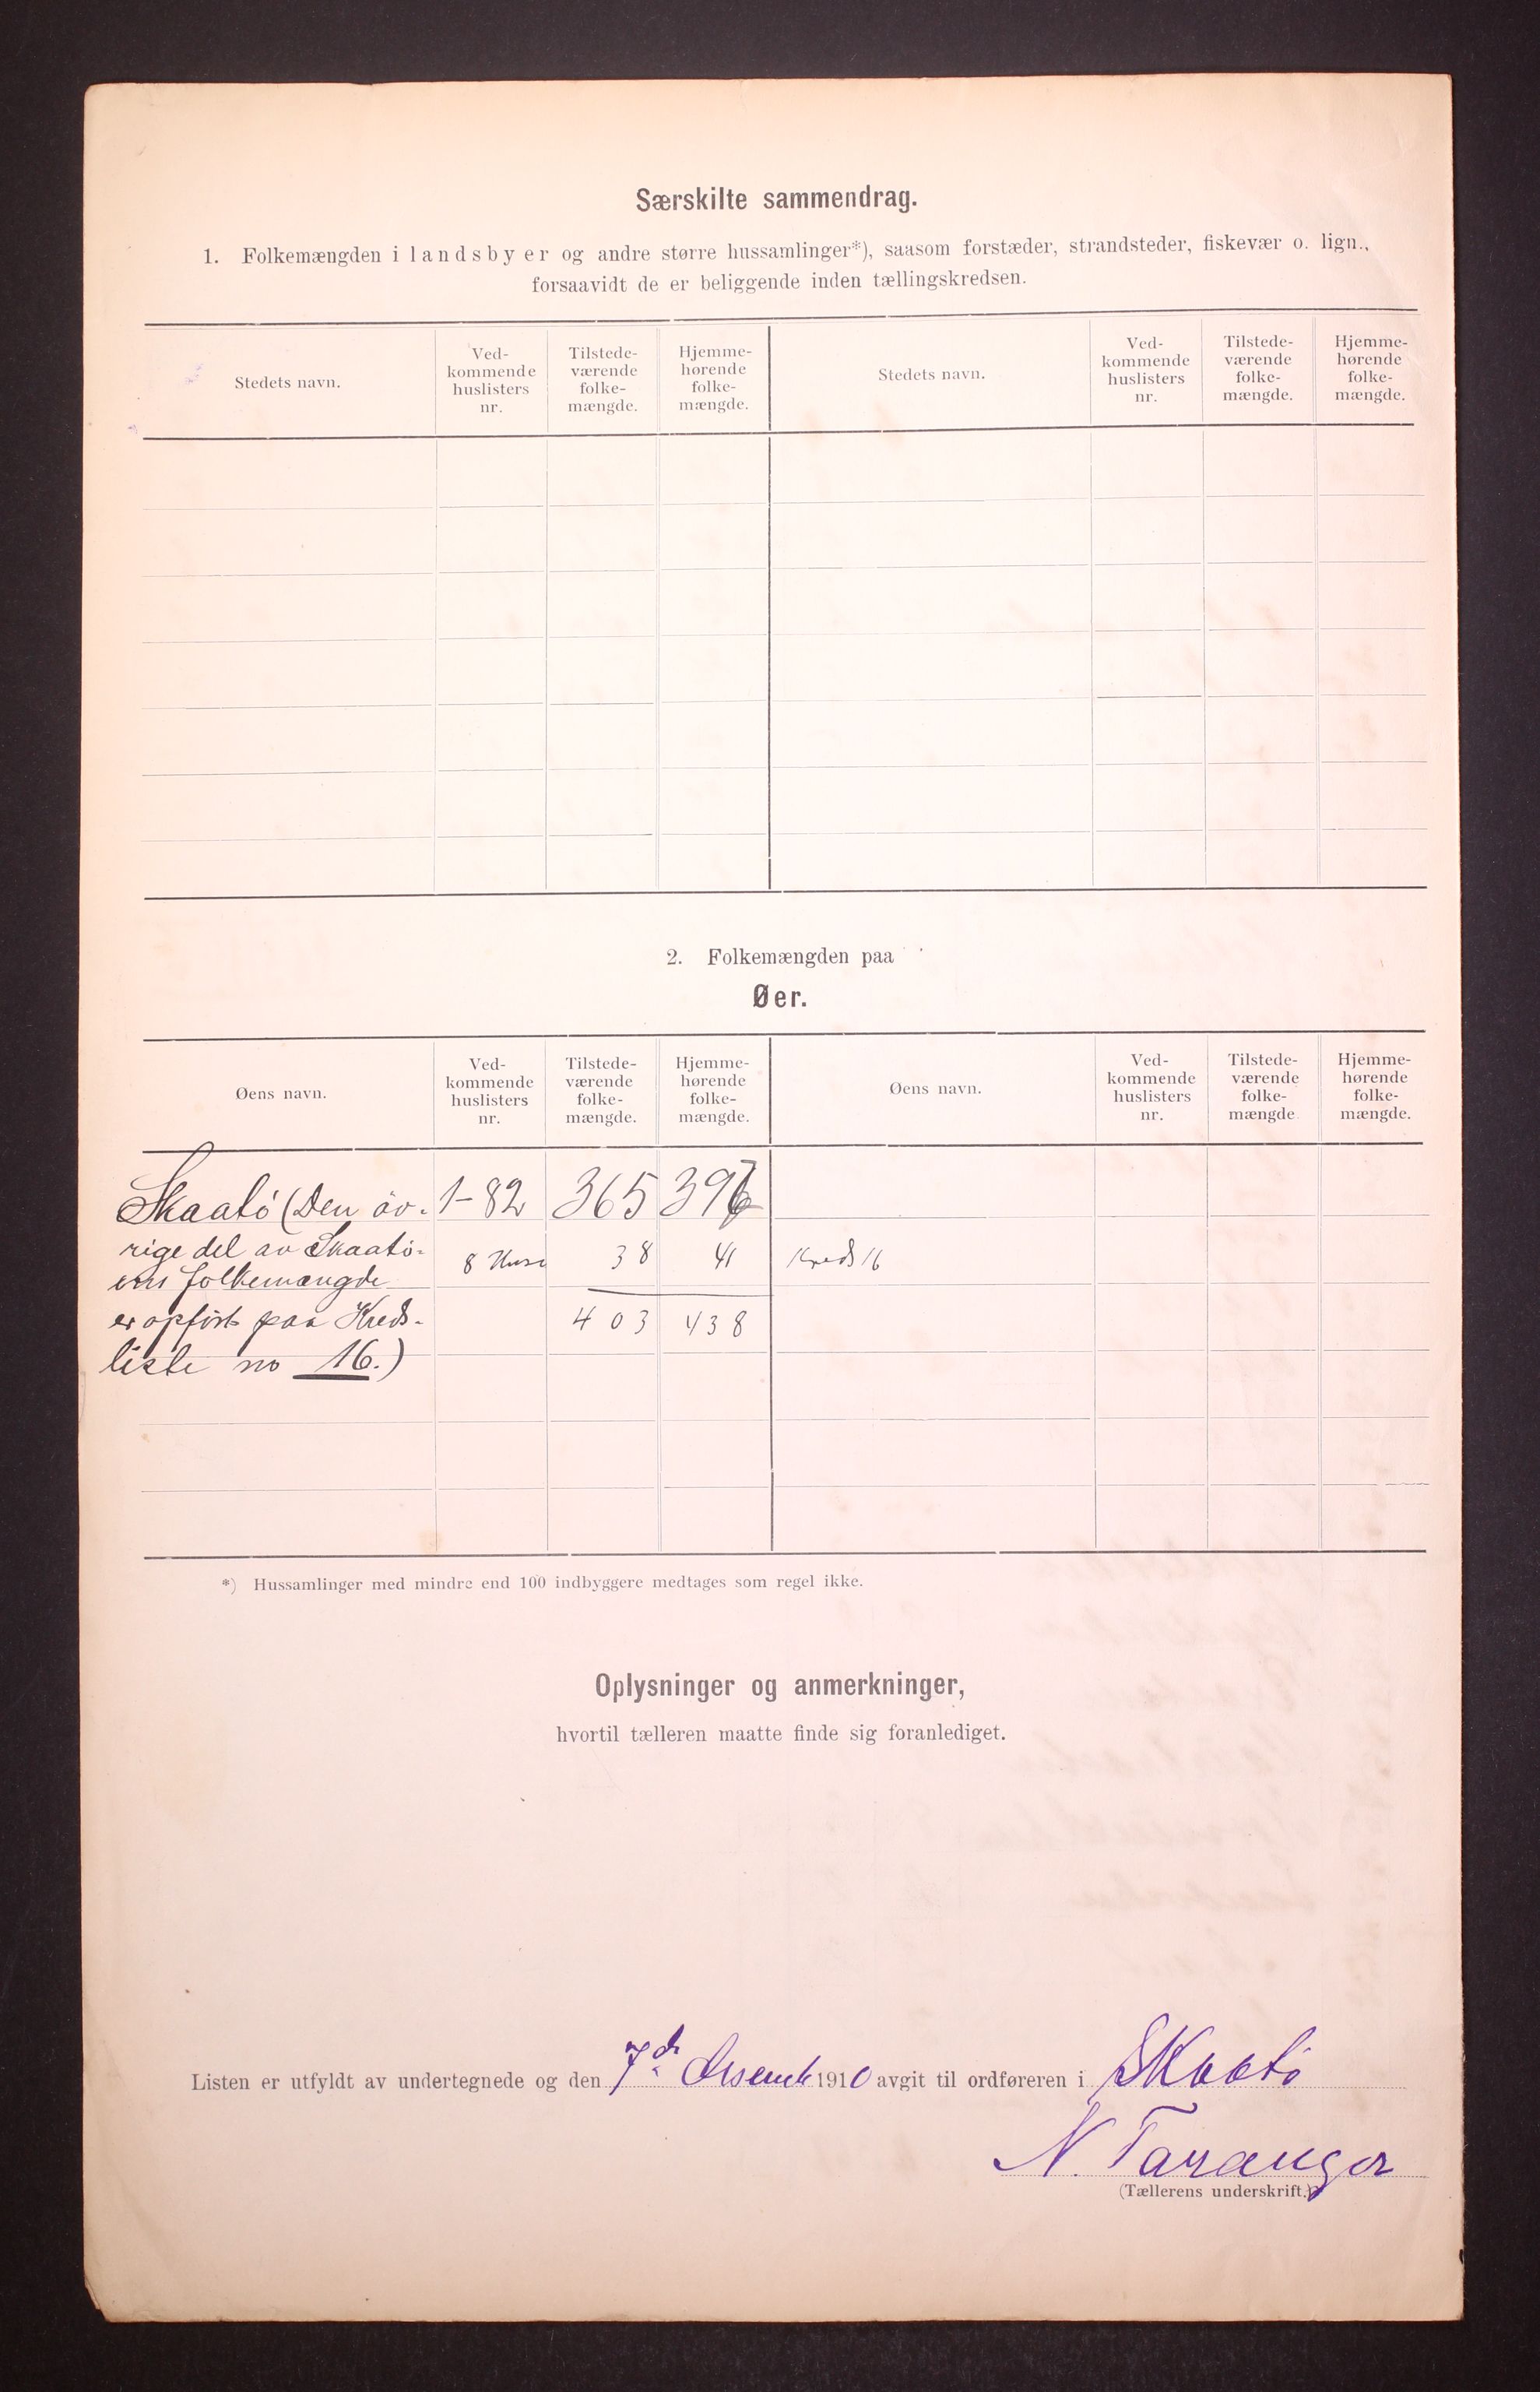 Særskilte sammendrag.
1. Folkemængden i landsbyer og andre større hussamlinger*), saasom forstæder, strandsteder, fiskevær o. lign.,
forsaavidt de er beliggende inden tællingskredsen.
Stedets navn.
Ved-
kommende
huslisters
nr.
Tilstede-
værende
folke-
mængde.
Hjemme-
hørende
folke-
mængde.
Stedets navn.
Ved-
kommende
huslisters
nr.
Tilstede-
værende
folke-
mængde.
Hjemme-
hørende
folke-
mængde.
2. Folkemængden paa
Øer.
Øens navn.
Ved-
kommende
huslisters
nr.
Tilstede-
værende
folke-
mængde.
Hjemme-
hørende
folke-
mængde.
Øens navn.
Ved-
kommende
huslisters
nr.
Tilstede-
værende
folke-
mængde
Hjemme-
hørende
folke-
mængde.
Skaatö (Den öv- 1-82 365 397
rige del av Skaatö- 8 Huse 38 41 Kreds 16
ens folkemængde
er opfört paa Kreds- 403 438
liste no 16.)
*) Hussamlinger med mindre end 100 indbyggere medtages som regel ikke.
Oplysninger og anmerkninger,
hvortil tælleren maatte finde sig foranlediget.
Listen er utfyldt av undertegnede og den 7de 1910 avgit til ordføreren i Skaatö
N. Taranger
(Tællerens underskrift.)